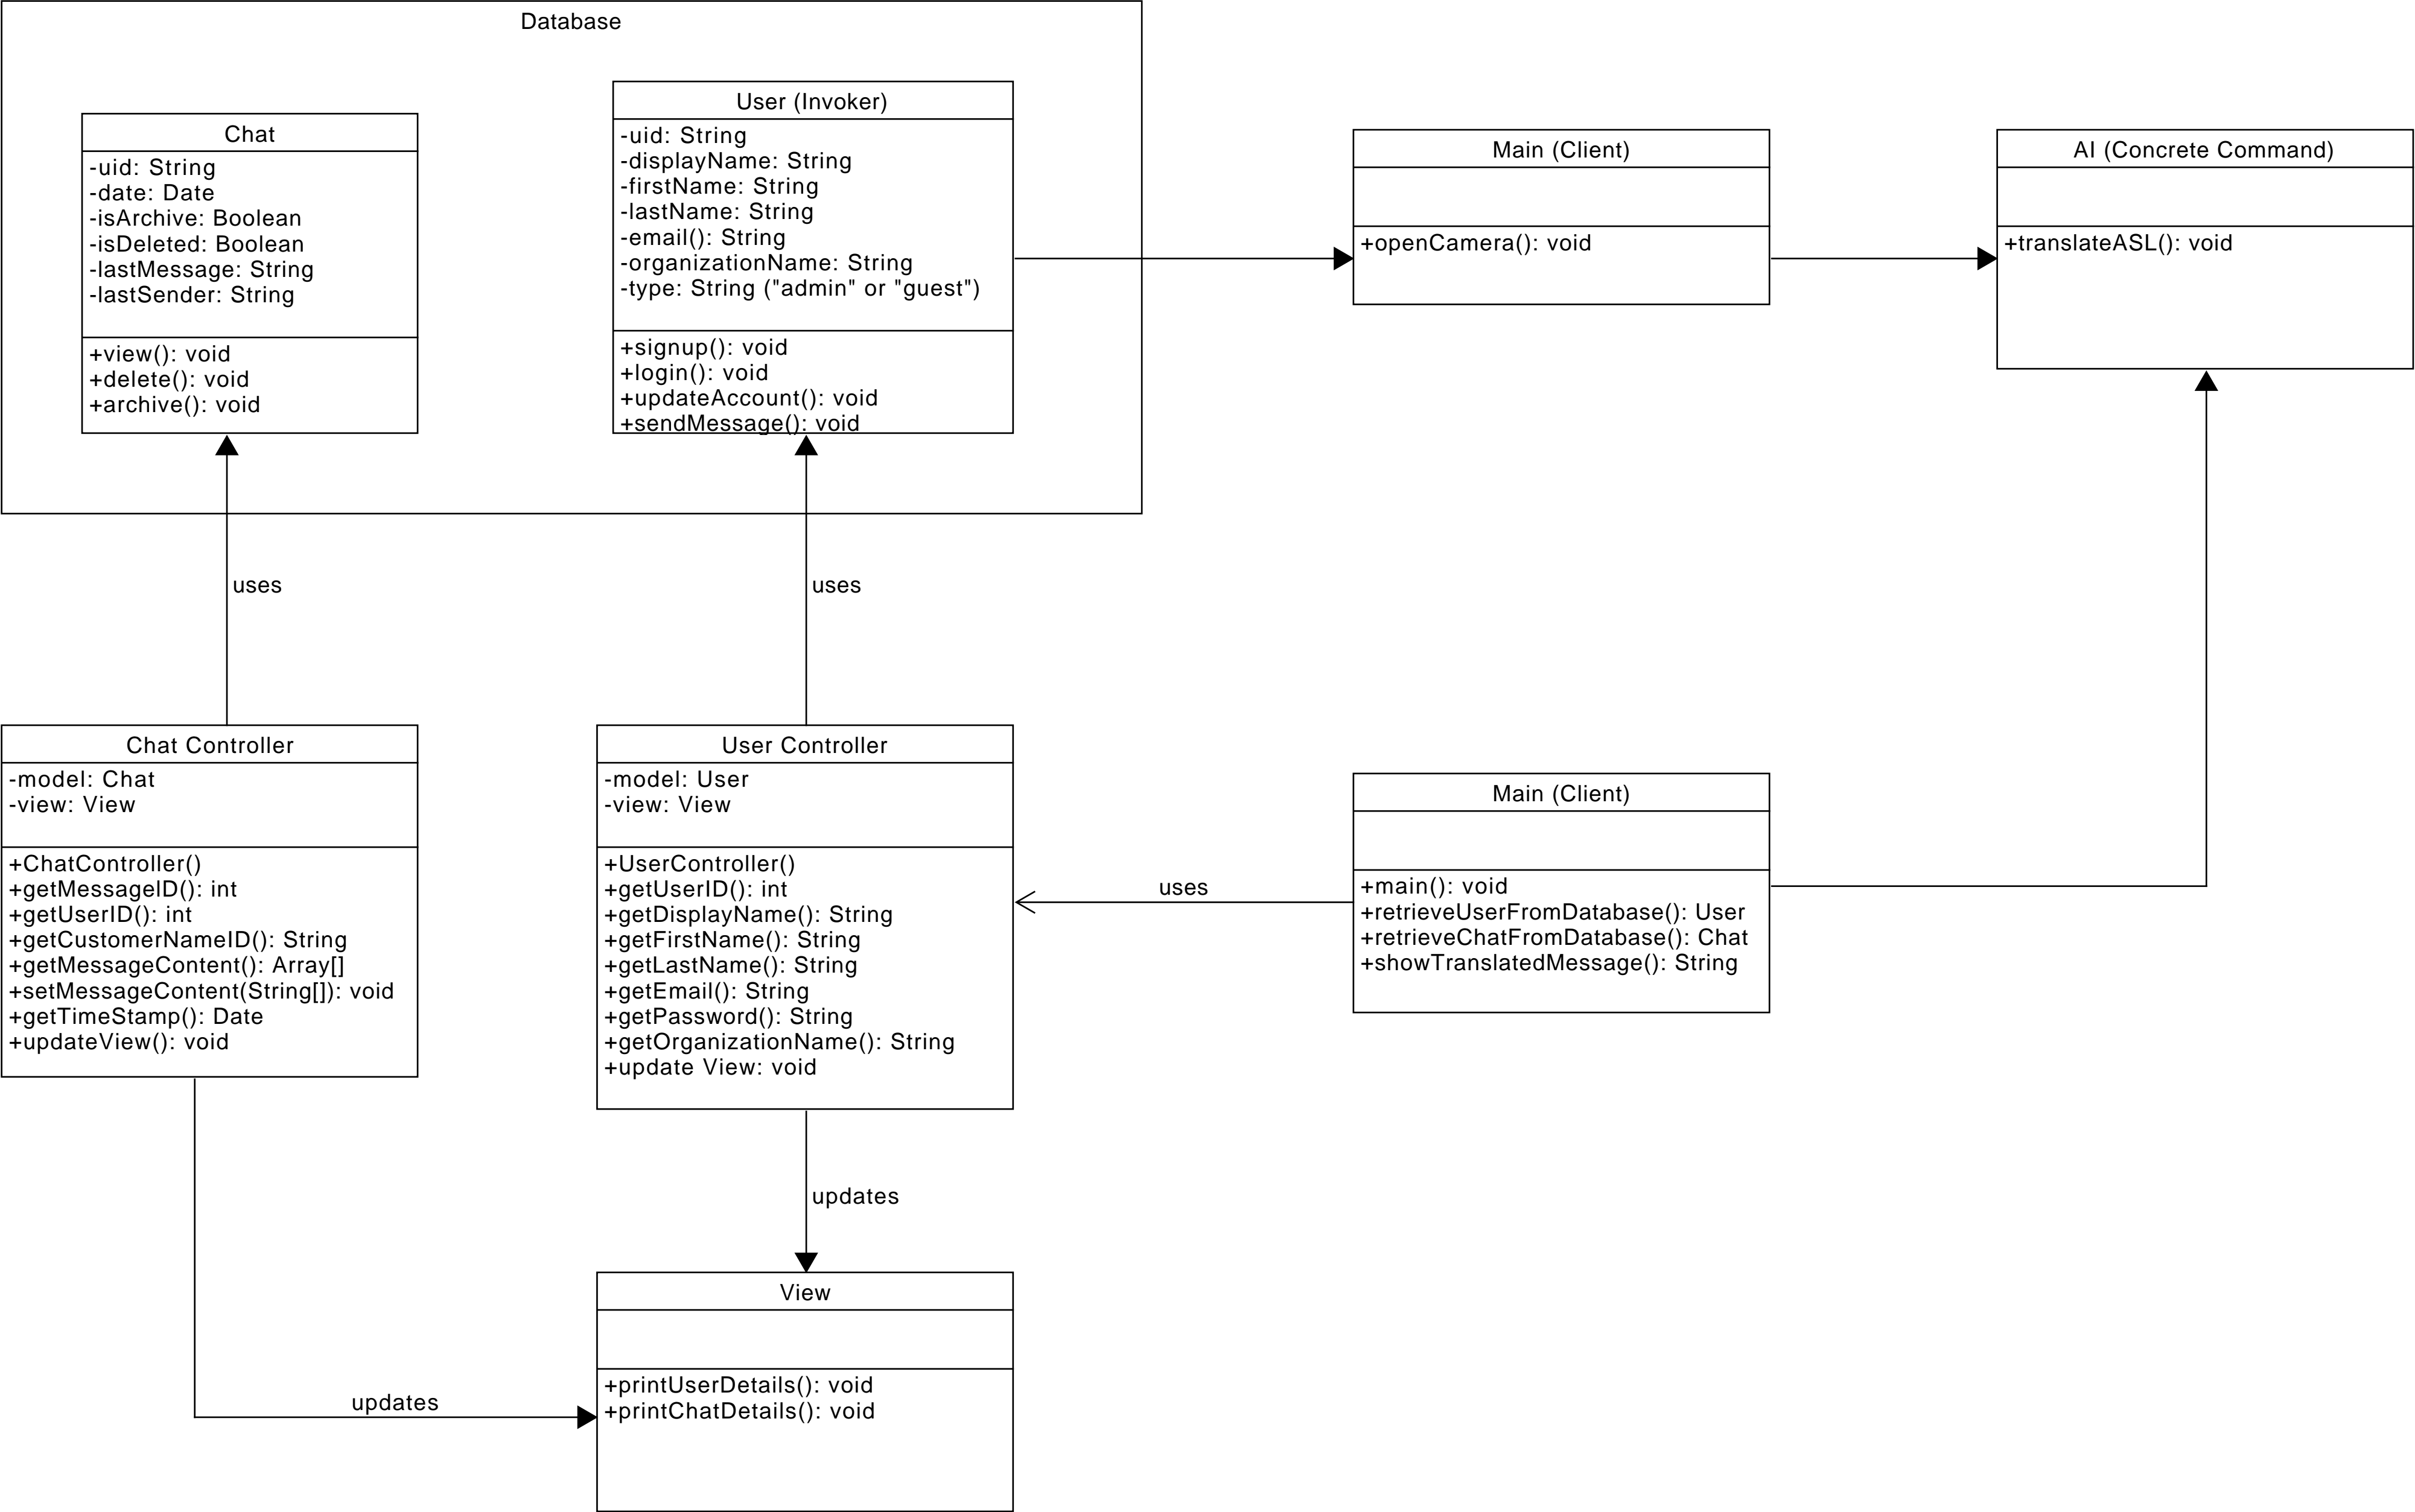 Database
Chat
-uid: String
-date: Date
-isArchive: Boolean
-isDeleted: Boolean
-lastMessage: String
-lastSender: String
+view(): void
+delete(): void
+archive(): void
User (Invoker)
-uid: String
-displayName: String
-firstName: String
-lastName: String
-email(): String
-organizationName: String
-type: String ("admin" or "guest")
+signup(): void
+login(): void
+updateAccount(): void
+sendMessage(): void
Main (Client)
+openCamera(): void
AI (Concrete Command)
+translateASL(): void
uses
uses
Chat Controller
-model: Chat
-view: View
+ChatController()
+getMessageID(): int
+getUserID(): int
+getCustomerNameID(): String
+getMessageContent(): Array[]
+setMessageContent(String[]): void
+getTimeStamp(): Date
+updateView(): void
User Controller
-model: User
-view: View
+UserController()
+getUserID(): int
+getDisplayName(): String
+getFirstName(): String
+getLastName(): String
+getEmail(): String
+getPassword(): String
+getOrganizationName(): String
+update View: void
uses
Main (Client)
+main(): void
+retrieveUserFromDatabase(): User
+retrieveChatFromDatabase(): Chat
+showTranslatedMessage(): String
updates
updates
View
+printUserDetails(): void
+printChatDetails(): void